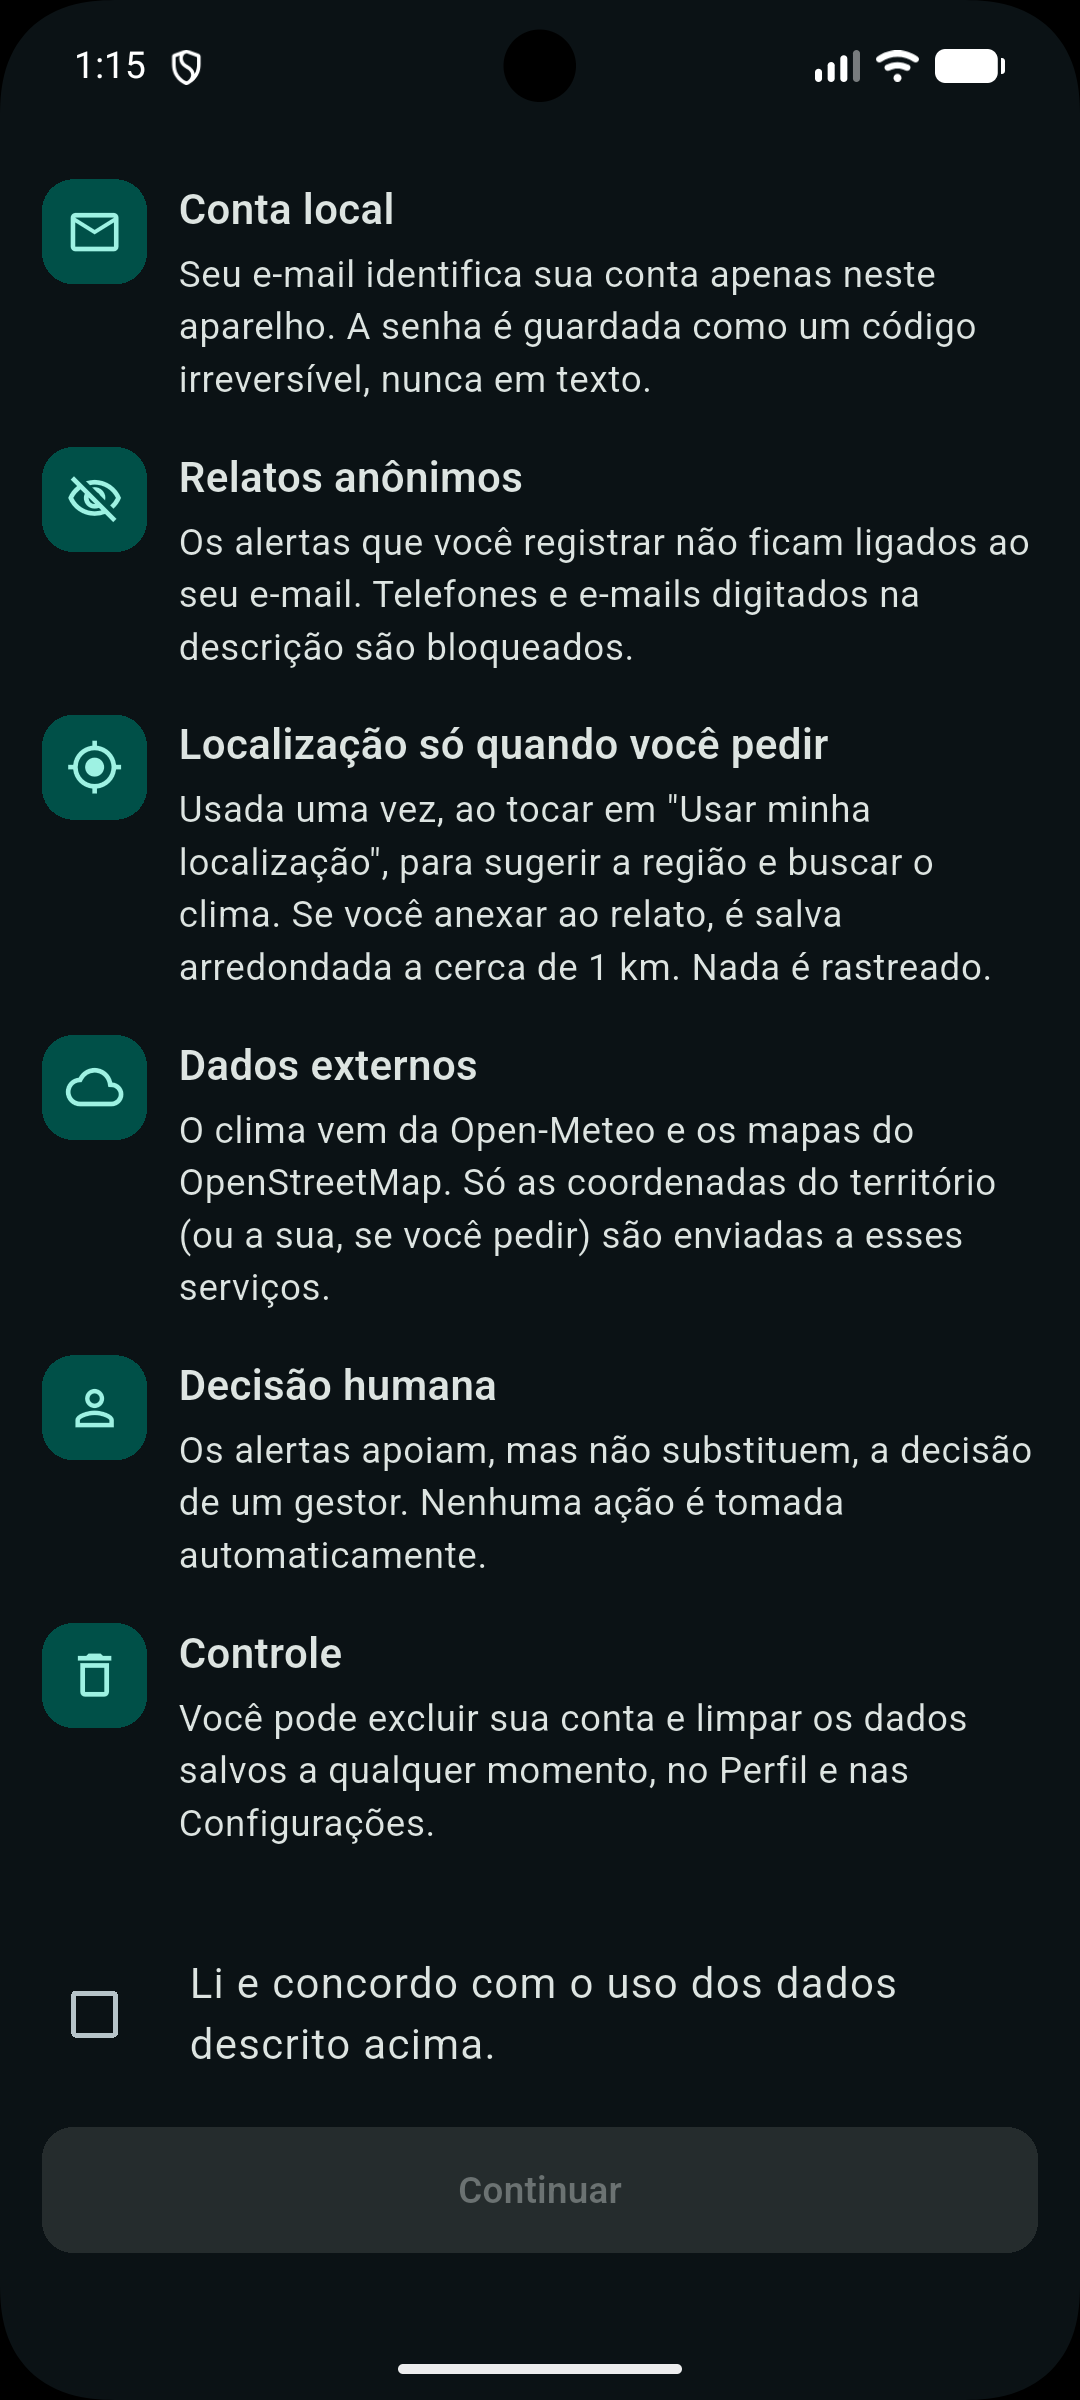 1:15
Conta local
Seu e-mail identifica sua conta apenas neste
aparelho. A senha é guardada como um código
irreversível, nunca em texto.
Relatos anônimos
Os alertas que você registrar não ficam ligados ao
seu e-mail. Telefones e e-mails digitados na
descrição são bloqueados.
Localização só quando você pedir
Usada uma vez, ao tocar em "Usar minha
localização", para sugerir a região e buscar o
clima. Se você anexar ao relato, é salva
arredondada a cerca de 1 km. Nada é rastreado.
Dados externos
O clima vem da Open-Meteo e os mapas do
OpenStreetMap. Só as coordenadas do território
(ou a sua, se você pedir) são enviadas a esses
serviços.
Decisão humana
Os alertas apoiam, mas não substituem, a decisão
de um gestor. Nenhuma ação é tomada
automaticamente.
Controle
Você pode excluir sua conta e limpar os dados
salvos a qualquer momento, no Perfil e nas
Configurações.
Li e concordo com o uso dos dados
descrito acima.
Continuar